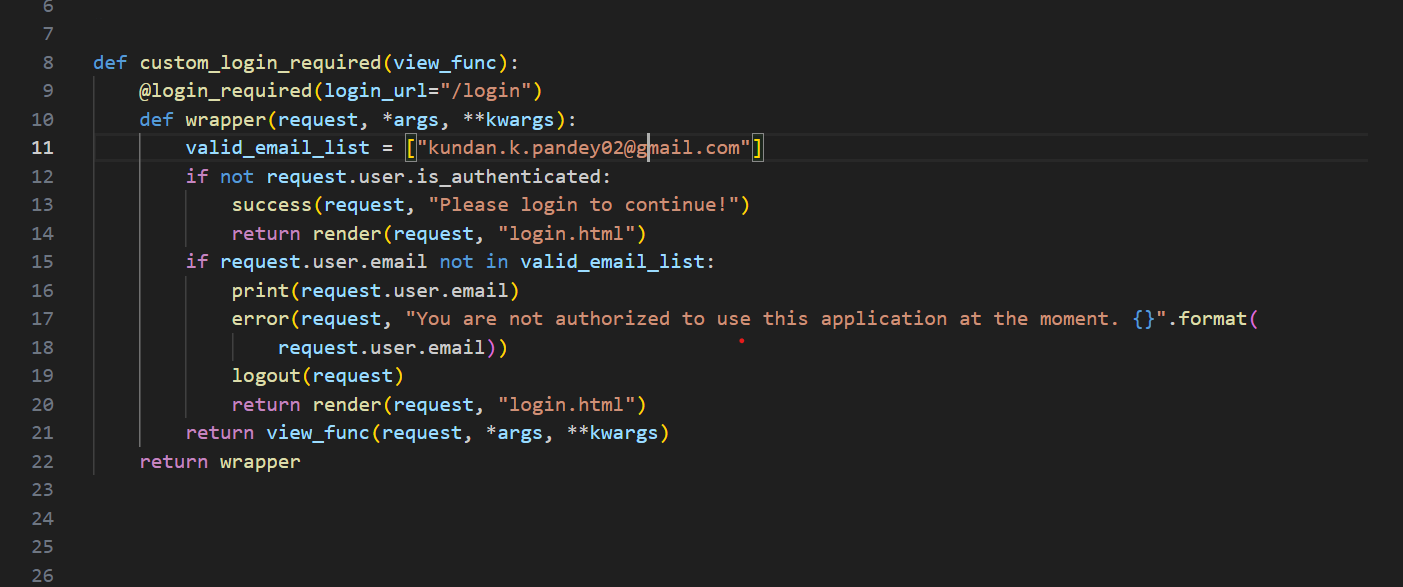 6
7
8 def custom_login_required(view_func):
9 @login_required(login_url="/login")
10 def wrapper(request, *args, **kwargs):
11 valid_email_list = ["kundan.k.pandey02@gmail.com"]
12 if not request.user.is_authenticated:
13 success(request, "Please login to continue!")
14 return render(request, "login.html")
15 if request.user.email not in valid_email_list:
16 print(request.user.email)
17 error(request, "You are not authorized to use this application at the moment. {}".format(
18 request.user.email))
19 logout(request)
20 return render(request, "login.html")
21 return view_func(request, *args, **kwargs)
22 return wrapper
23
24
25
26